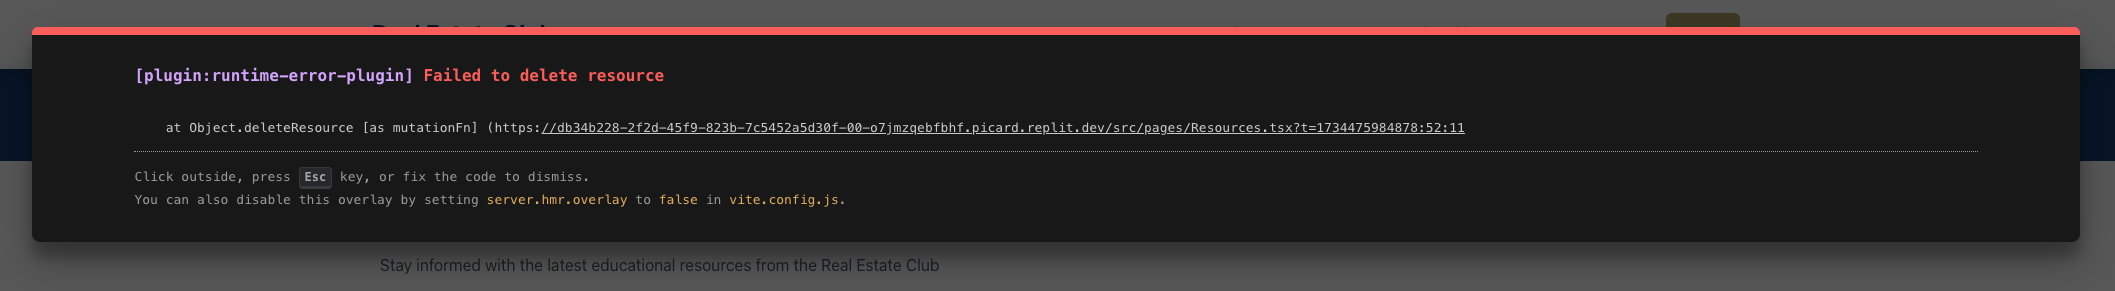 [plugin:runtime-error-plugin] Failed to delete resource
at Object.deleteResource [as mutationFn] (https://db34b228-2f2d-45f9-823b-7c5452a5d30f-00-o7jmzqebfbhf.picard.replit.dev/src/pages/Resources.tsx?t=1734475984878:52:11
Click outside, press Esc key, or fix the code to dismiss.
You can also disable this overlay by setting server.hmr.overlay to false in vite.config.js.
Stay informed with the latest educational resources from the Real Estate Club